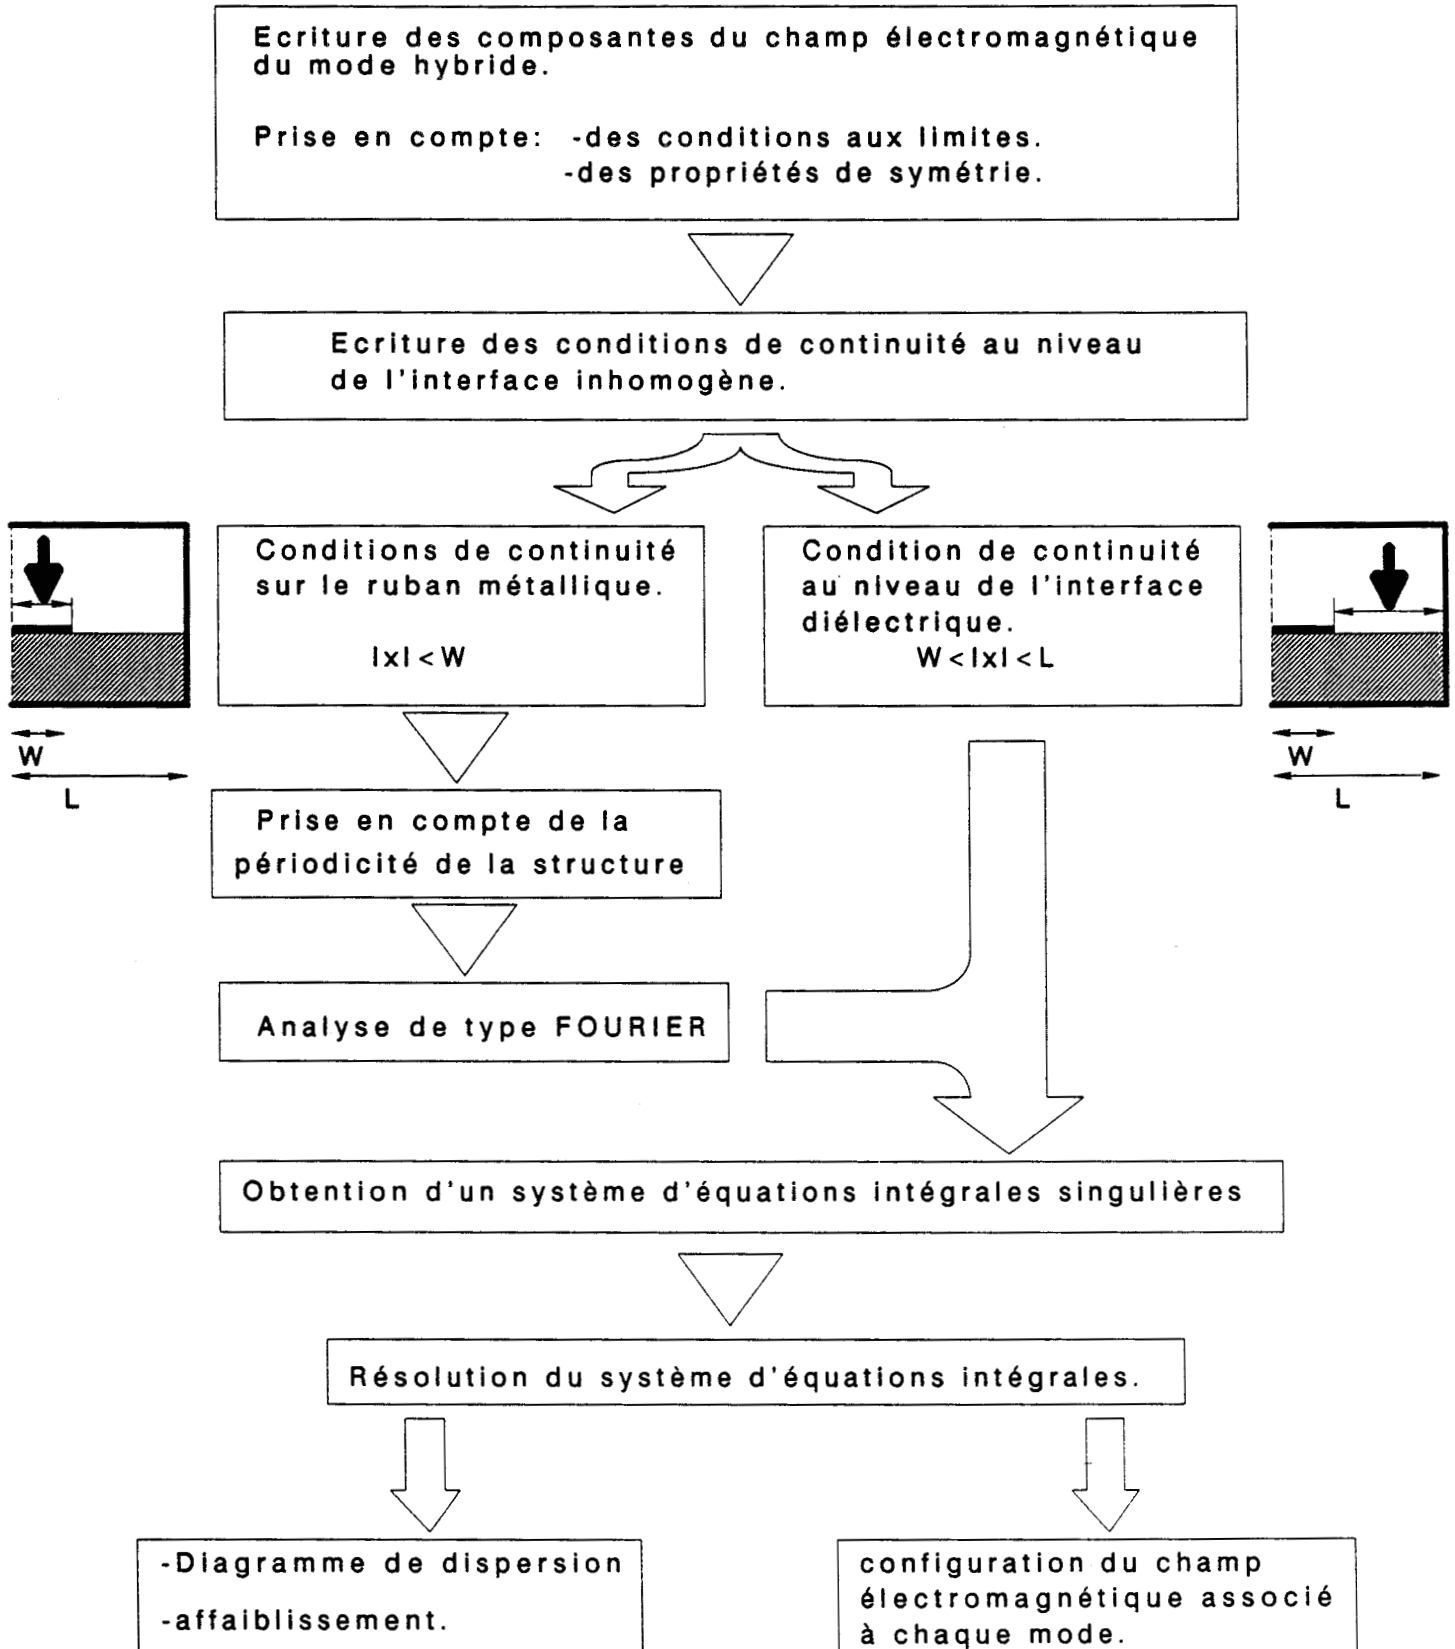 Ecriture des composantes du champ électromagnétique
du mode hybride.
Prise en compte: -des conditions aux limites.
-des propriétés de symétrie.
Ecriture des conditions de continuité au niveau
de l'interface inhomogène.
Conditions de continuité
sur le ruban métallique.
|x|<W
Condition de continuité
au niveau de l'interface
diélectrique.
W<|x|<L
W
L
W
L
Prise en compte de la
périodicité de la structure
Analyse de type FOURIER
Obtention d'un système d'équations intégrales singulières
Résolution du système d'équations intégrales.
-Diagramme de dispersion
-affaiblissement.
configuration du champ
électromagnétique associé
à chaque mode.